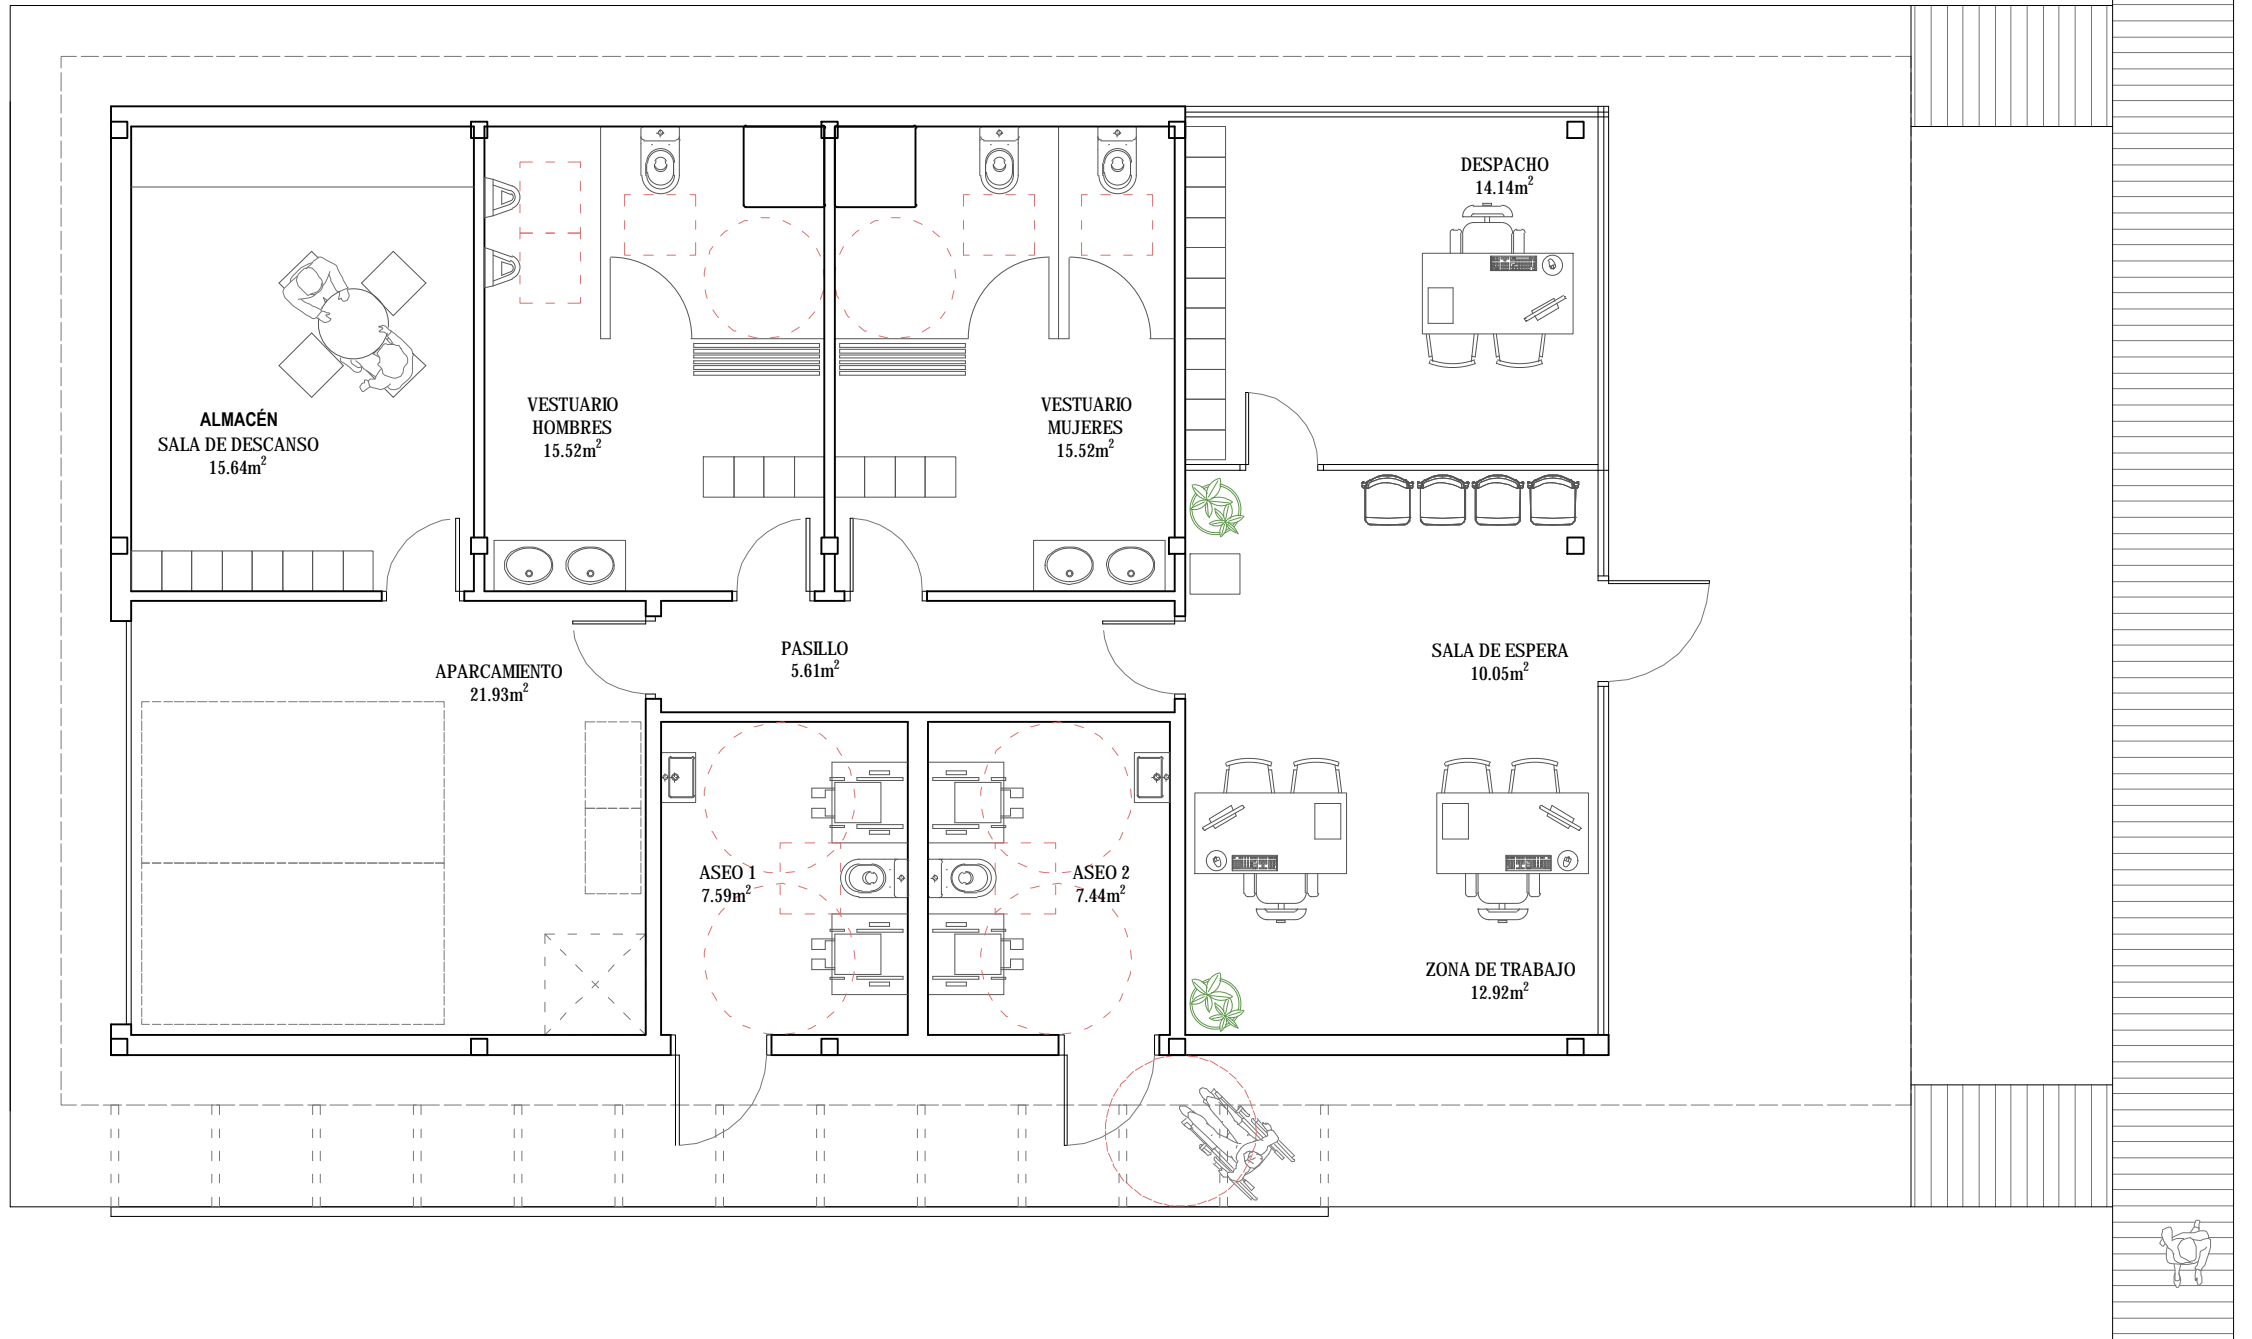 DESPACHO
14.14m²
ALMACÉN
SALA DE DESCANSO
15.64m²
VESTUARIO
HOMBRES
15.52m²
VESTUARIO
MUJERES
15.52m²
APARCAMIENTO
21.93m²
PASILLO
5.61m²
SALA DE ESPERA
10.05m²
ASEO 1
7.59m²
ASEO 2
7.44m²
ZONA DE TRABAJO
12.92m²